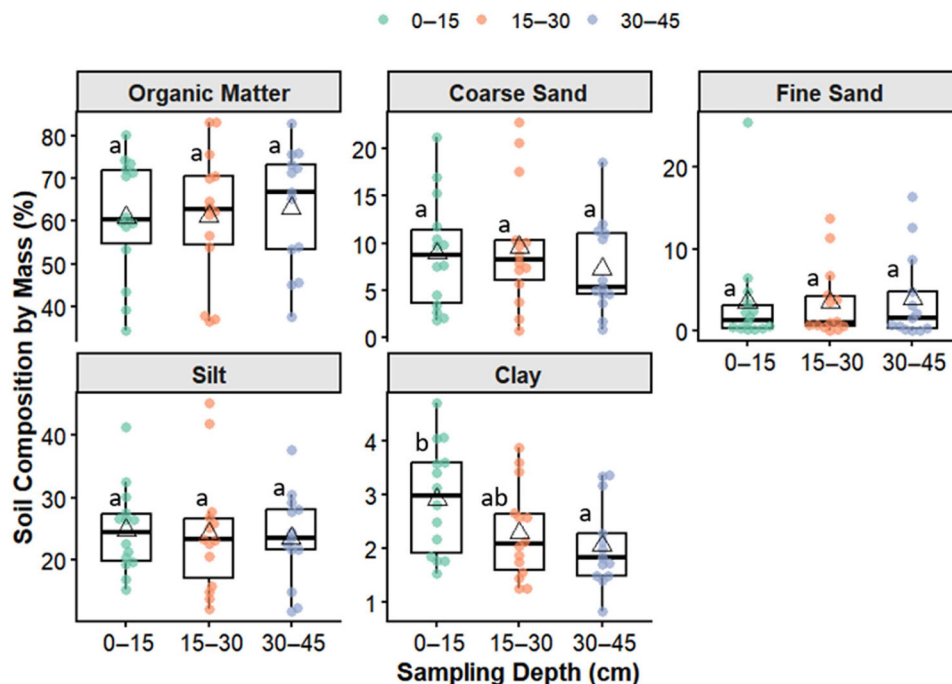 0–15 15–30 30–45
Organic Matter
Coarse Sand
Fine Sand
80
70
60
50
40
a a a
20
15
10
5
0
a a a
20
10
0
a a a
0–15 15–30 30–45
Silt
Clay
40
30
20
a a a
0–15 15–30 30–45
4
3
2
1
b ab a
0–15 15–30 30–45
Soil Composition by Mass (%)
Sampling Depth (cm)